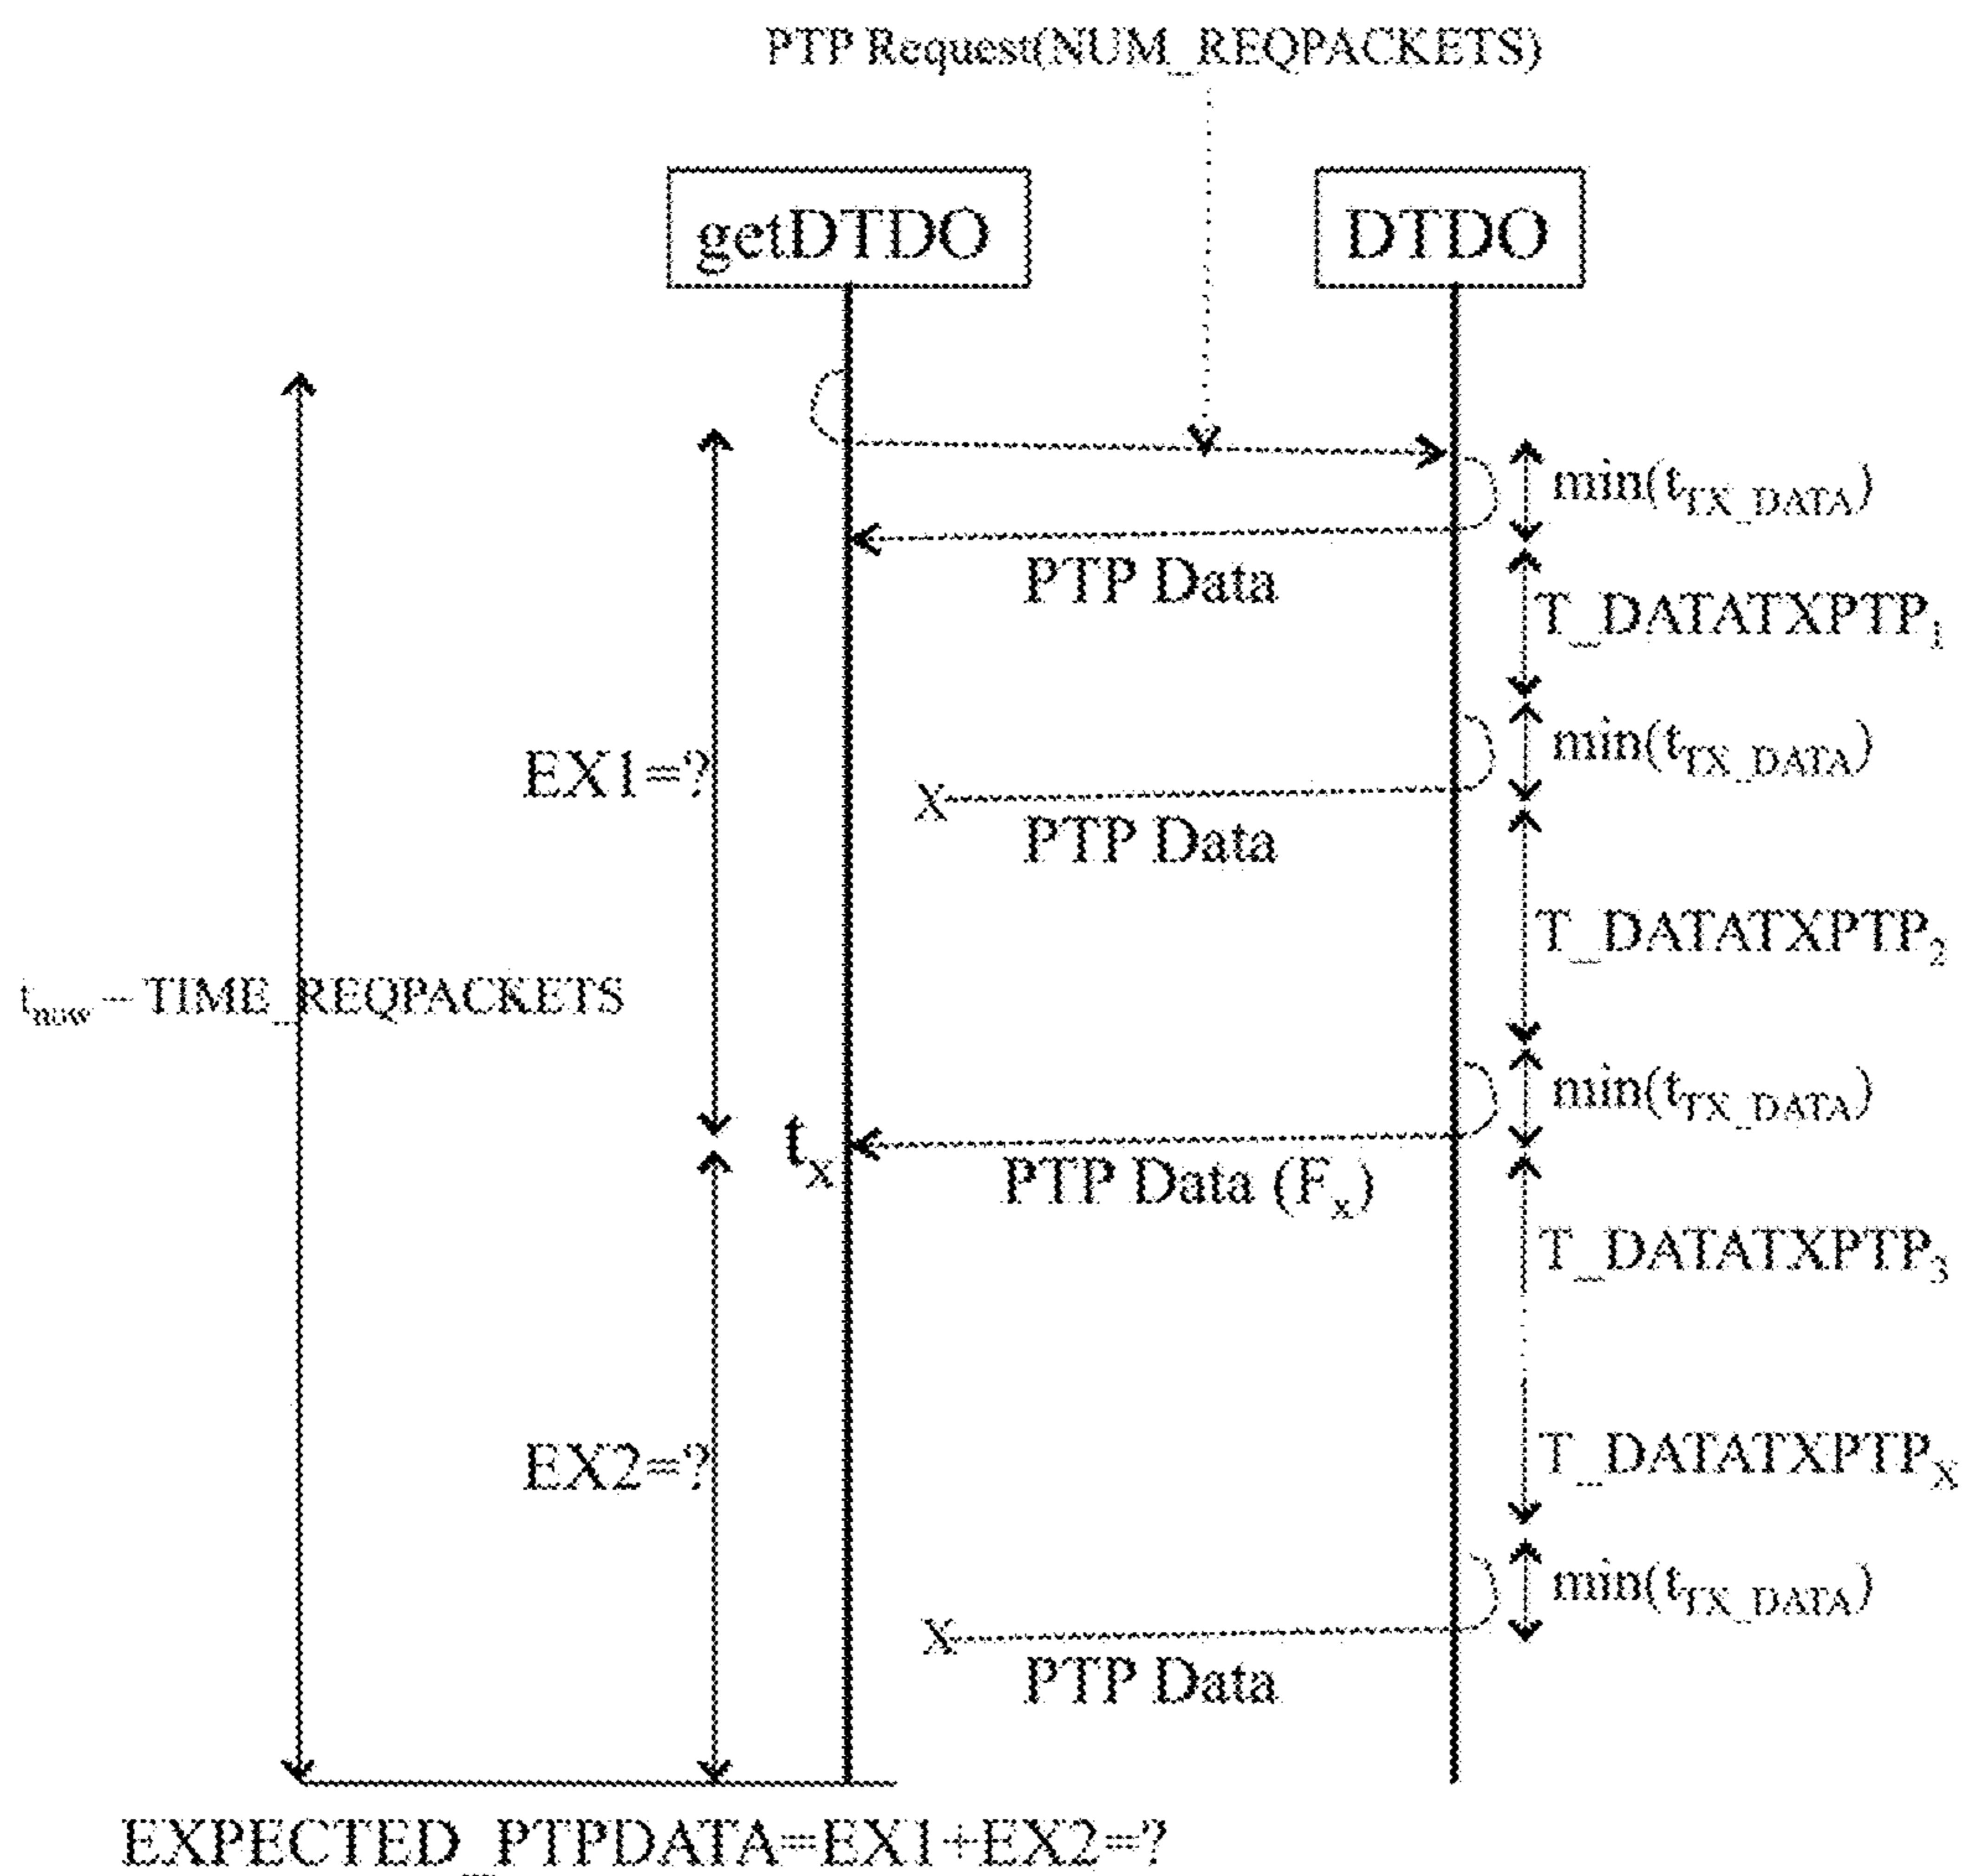 PTP Request(NUM_REQPACKETS)
getDTDO
DTDO
min(tTX_DATA)
PTP Data
T_DATATXPTP1
min(tTX_DATA)
EX1=?
PTP Data
T_DATATXPTP2
tnow - TIME_REQPACKETS
min(tTX_DATA)
tX
PTP Data (Fx)
T_DATATXPTP3
EX2=?
T_DATATXPTPX
min(tTX_DATA)
PTP Data
EXPECTED_PTPDATA=EX1+EX2=?